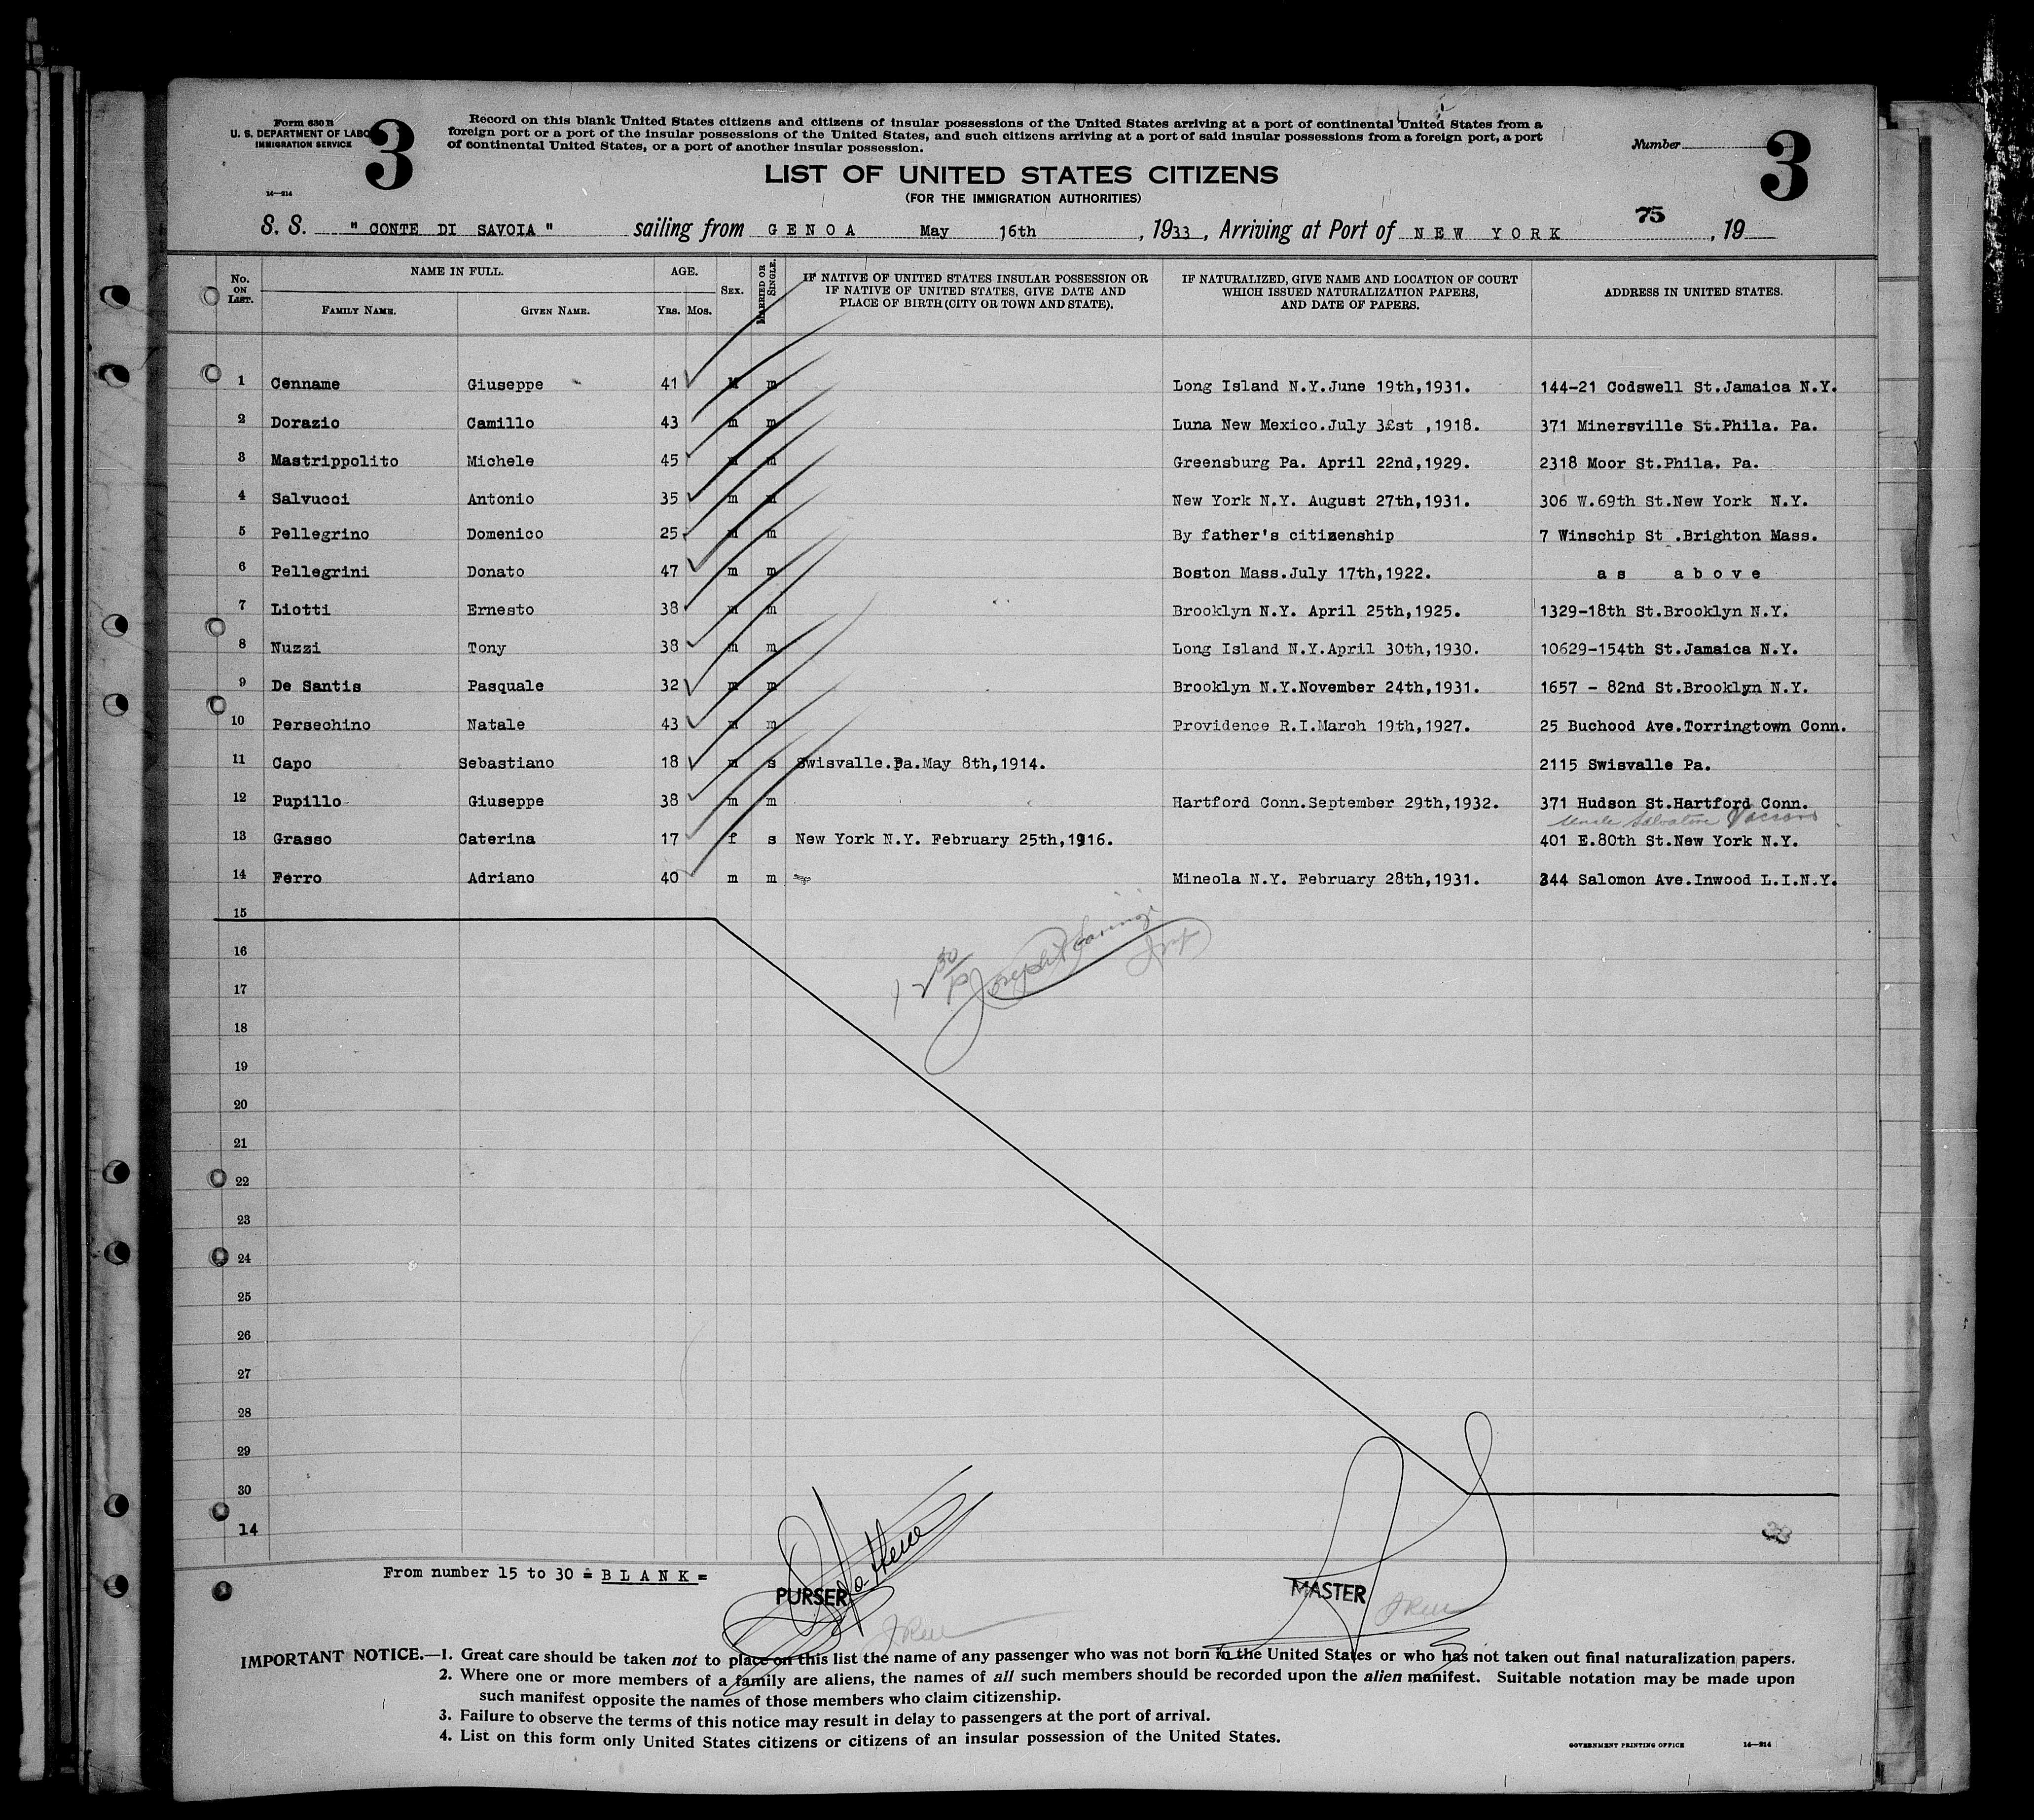 Form 630 B
U. S. DEPARTMENT OF LABO
IMMIGRATION SERVICE
3
14—214
Record on this blank United States citizens and citizens of insular possessions of the United States arriving at a port of continental United States from a
foreign port or a port of the insular possessions of the United States, and such citizens arriving at a port of said insular possessions from a foreign port, a port
of continental United States, or a port of another insular possession.
Number 3
LIST OF UNITED STATES CITIZENS
(FOR THE IMMIGRATION AUTHORITIES)
75
S. S. " CONTE DI SAVOIA " sailing from GENOA May 16th , 1933 , Arriving at Port of NEW YORK , 19
No. ON LIST. NAME IN FULL. AGE. SEX. MARRIED OR SINGLE. IF NATIVE OF UNITED STATES INSULAR POSSESSION OR IF NATIVE OF UNITED STATES, GIVE DATE AND PLACE OF BIRTH (CITY OR TOWN AND STATE). IF NATURALIZED, GIVE NAME AND LOCATION OF COURT WHICH ISSUED NATURALIZATION PAPERS, AND DATE OF PAPERS. ADDRESS IN UNITED STATES.
FAMILY NAME. GIVEN NAME. YRS. MOS.
1 Cenname Giuseppe 41 M m Long Island N.Y.June 19th,1931. 144-21 Codswell St.Jamaica N.Y.
2 Dorazio Camillo 43 m m Luna New Mexico.July 31st ,1918. 371 Minersville St.Phila. Pa.
3 Mastrippolito Michele 45 m m Greensburg Pa. April 22nd,1929. 2318 Moor St.Phila. Pa.
4 Salvucci Antonio 35 m m New York N.Y. August 27th,1931. 306 W.69th St.New York N.Y.
5 Pellegrino Domenico 25 m m By father's citizenship 7 Winschip St .Brighton Mass.
6 Pellegrini Donato 47 m m Boston Mass.July 17th,1922. as above
7 Liotti Ernesto 38 m m Brooklyn N.Y. April 25th,1925. 1329-18th St.Brooklyn N.Y.
8 Nuzzi Tony 38 m m Long Island N.Y.April 30th,1930. 10629-154th St.Jamaica N.Y.
9 De Santis Pasquale 32 m m Brooklyn N.Y.November 24th,1931. 1657 - 82nd St.Brooklyn N.Y.
10 Persechino Natale 43 m m Providence R.I.March 19th,1927. 25 Buchood Ave.Torringtown Conn.
11 Capo Sebastiano 18 m s Swisvalle.Pa.May 8th,1914. 2115 Swisvalle Pa.
12 Pupillo Giuseppe 38 m m Hartford Conn.September 29th,1932. 371 Hudson St.Hartford Conn.
Uncle Salvatore
13 Grasso Caterina 17 f s New York N.Y. February 25th,1916. 401 E.80th St.New York N.Y.
14 Ferro Adriano 40 m m Mineola N.Y. February 28th,1931. 344 Salomon Ave.Inwood L.I.N.Y.
15
16
17
18
19
20
21
22
23
24
25
26
27
28
29
30
14
From number 15 to 30 = BLANK=
PURSER
MASTER
IMPORTANT NOTICE.—1. Great care should be taken not to place on this list the name of any passenger who was not born in the United States or who has not taken out final naturalization papers.
2. Where one or more members of a family are aliens, the names of all such members should be recorded upon the alien manifest. Suitable notation may be made upon
such manifest opposite the names of those members who claim citizenship.
3. Failure to observe the terms of this notice may result in delay to passengers at the port of arrival.
4. List on this form only United States citizens or citizens of an insular possession of the United States.
GOVERNMENT PRINTING OFFICE 14—214